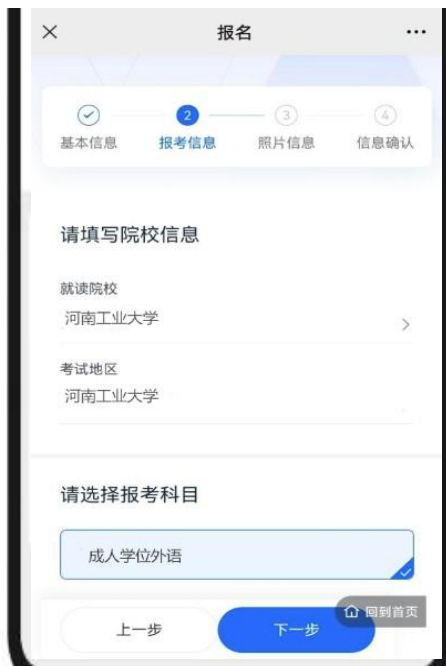 报名
2
3
4
基本信息
报考信息
照片信息
信息确认
请填写院校信息
就读院校
河南工业大学
考试地区
河南工业大学
请选择报考科目
成人学位外语
上一步
下一步
回到首页